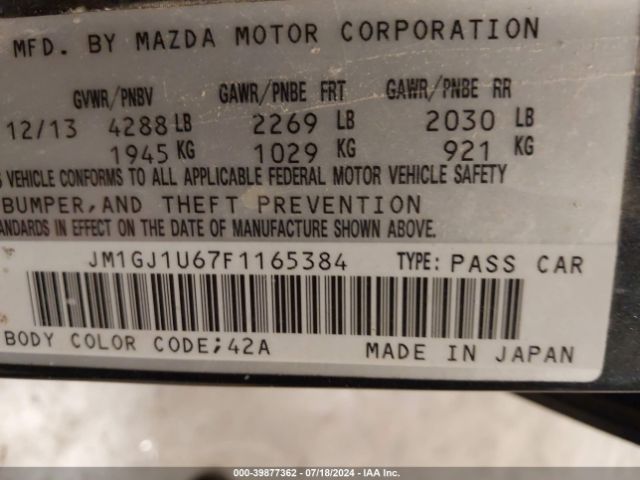 MFD. BY MAZDA MOTOR CORPORATION
GVWR/PNBV GAWR/PNBE FRT GAWR/PNBE RR
12/13 4288 LB 2269 LB 2030 LB
1945 KG 1029 KG 921 KG
VEHICLE CONFORMS TO ALL APPLICABLE FEDERAL MOTOR VEHICLE SAFETY
BUMPER, AND THEFT PREVENTION
ANDARDS IN EFFECT ON THE DATE OF MANUFACTURE SHOWN ABOVE.
JM1GJ1U67F1165384 TYPE: PASS CAR
BODY COLOR CODE; 42A MADE IN JAPAN
000-39877362 - 07/18/2024 - IAA Inc.